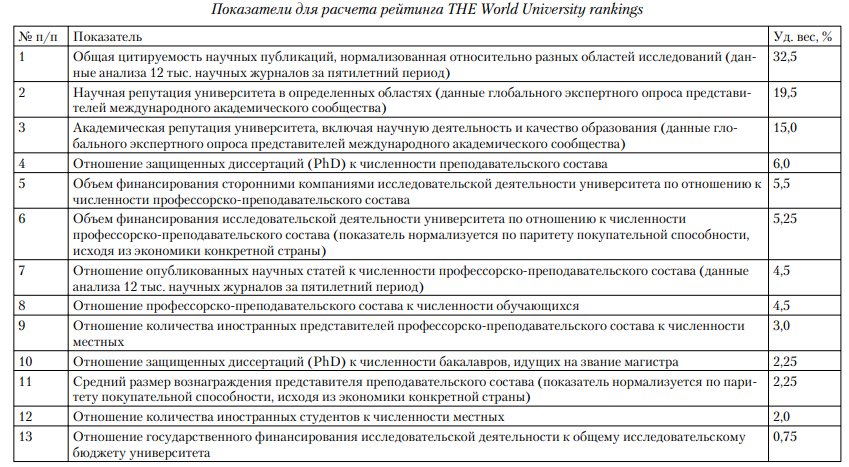 Показатели для расчета рейтинга THE World University rankings
№ п/п Показатель Уд. вес, %
1 Общая цитируемость научных публикаций, нормализованная относительно разных областей исследований (дан- 32,5
ные анализа 12 тыс. научных журналов за пятилетний период)
2 Научная репутация университета в определенных областях (данные глобального экспертного опроса представи- 19,5
телей международного академического сообщества)
3 Академическая репутация университета, включая научную деятельность и качество образования (данные гло- 15,0
бального экспертного опроса представителей международного академического сообщества)
4 Отношение защищенных диссертаций (PhD) к численности преподавательского состава 6,0
5 Объем финансирования сторонними компаниями исследовательской деятельности университета по отношению к 5,5
численности профессорско-преподавательского состава
6 Объем финансирования исследовательской деятельности университета по отношению к численности 5,25
профессорско-преподавательского состава (показатель нормализуется по паритету покупательной способности,
исходя из экономики конкретной страны)
7 Отношение опубликованных научных статей к численности профессорско-преподавательского состава (данные 4,5
анализа 12 тыс. научных журналов за пятилетний период)
8 Отношение профессорско-преподавательского состава к численности обучающихся 4,5
9 Отношение количества иностранных представителей профессорско-преподавательского состава к численности 3,0
местных
10 Отношение защищенных диссертаций (PhD) к численности бакалавров, идущих на звание магистра 2,25
11 Средний размер вознаграждения представителя преподавательского состава (показатель нормализуется по пари- 2,25
тету покупательной способности, исходя из экономики конкретной страны)
12 Отношение количества иностранных студентов к численности местных 2,0
13 Отношение государственного финансирования исследовательской деятельности к общему исследовательскому 0,75
бюджету университета